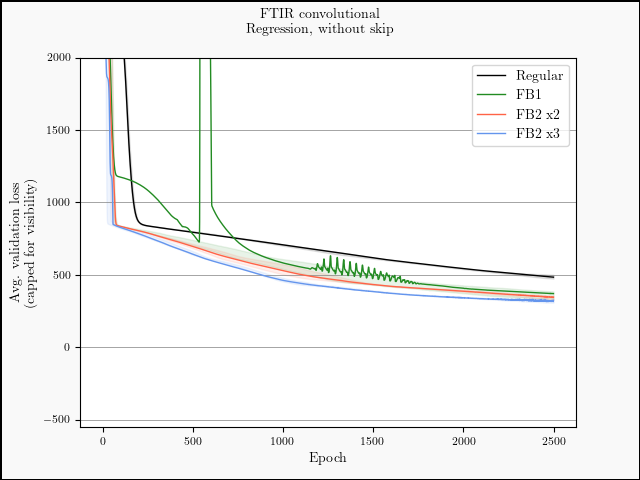 FTIR convolutional
Regression, without skip
2000
1500
1000
500
0
−500
Avg. validation loss
(capped for visibility)
0 500 1000 1500 2000 2500
Epoch
Regular
FB1
FB2 x2
FB2 x3